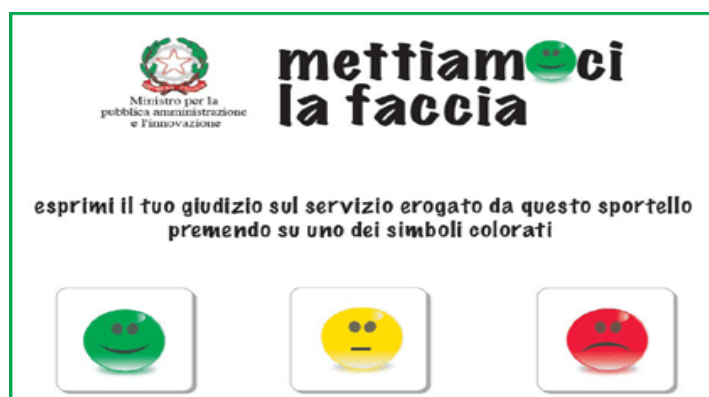 mettiamoci
la faccia
Ministro per la
pubblica amministrazione
e l'innovazione
esprimi il tuo giudizio sul servizio erogato da questo sportello
premendo su uno dei simboli colorati